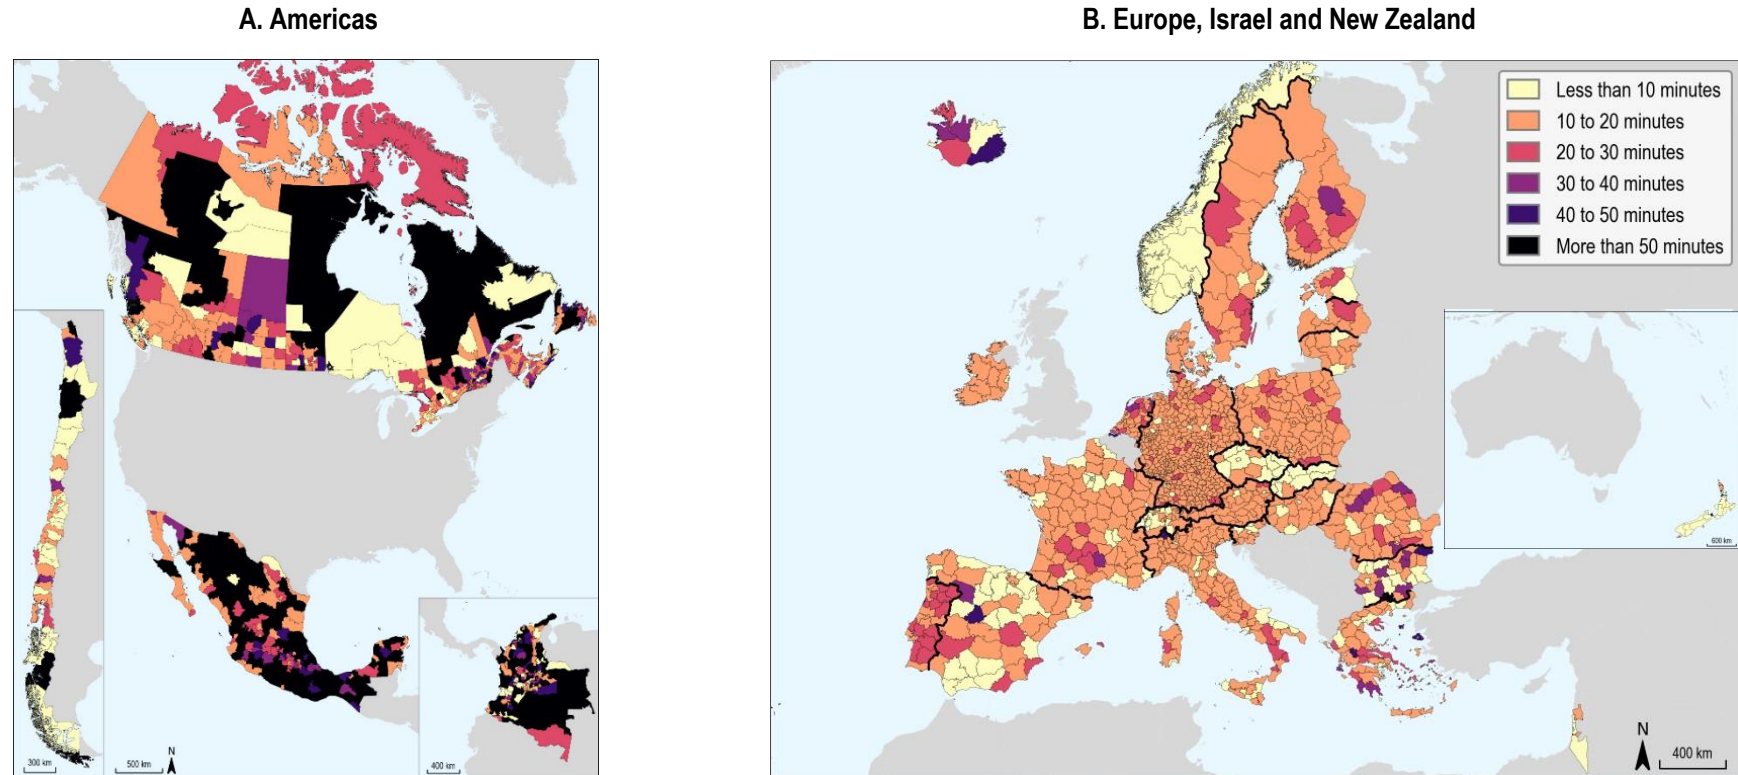 A. Americas
B. Europe, Israel and New Zealand
Less than 10 minutes
10 to 20 minutes
20 to 30 minutes
30 to 40 minutes
40 to 50 minutes
More than 50 minutes
600 km
300 km
500 km
N
400 km
N
400 km